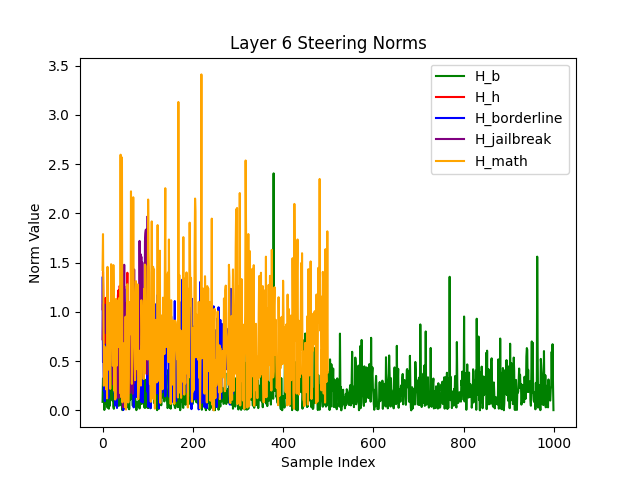 Layer 6 Steering Norms
3.5
3.0
2.5
2.0
1.5
1.0
0.5
0.0
Norm Value
H_b
H_h
H_borderline
H_jailbreak
H_math
0
200
400
600
800
1000
Sample Index